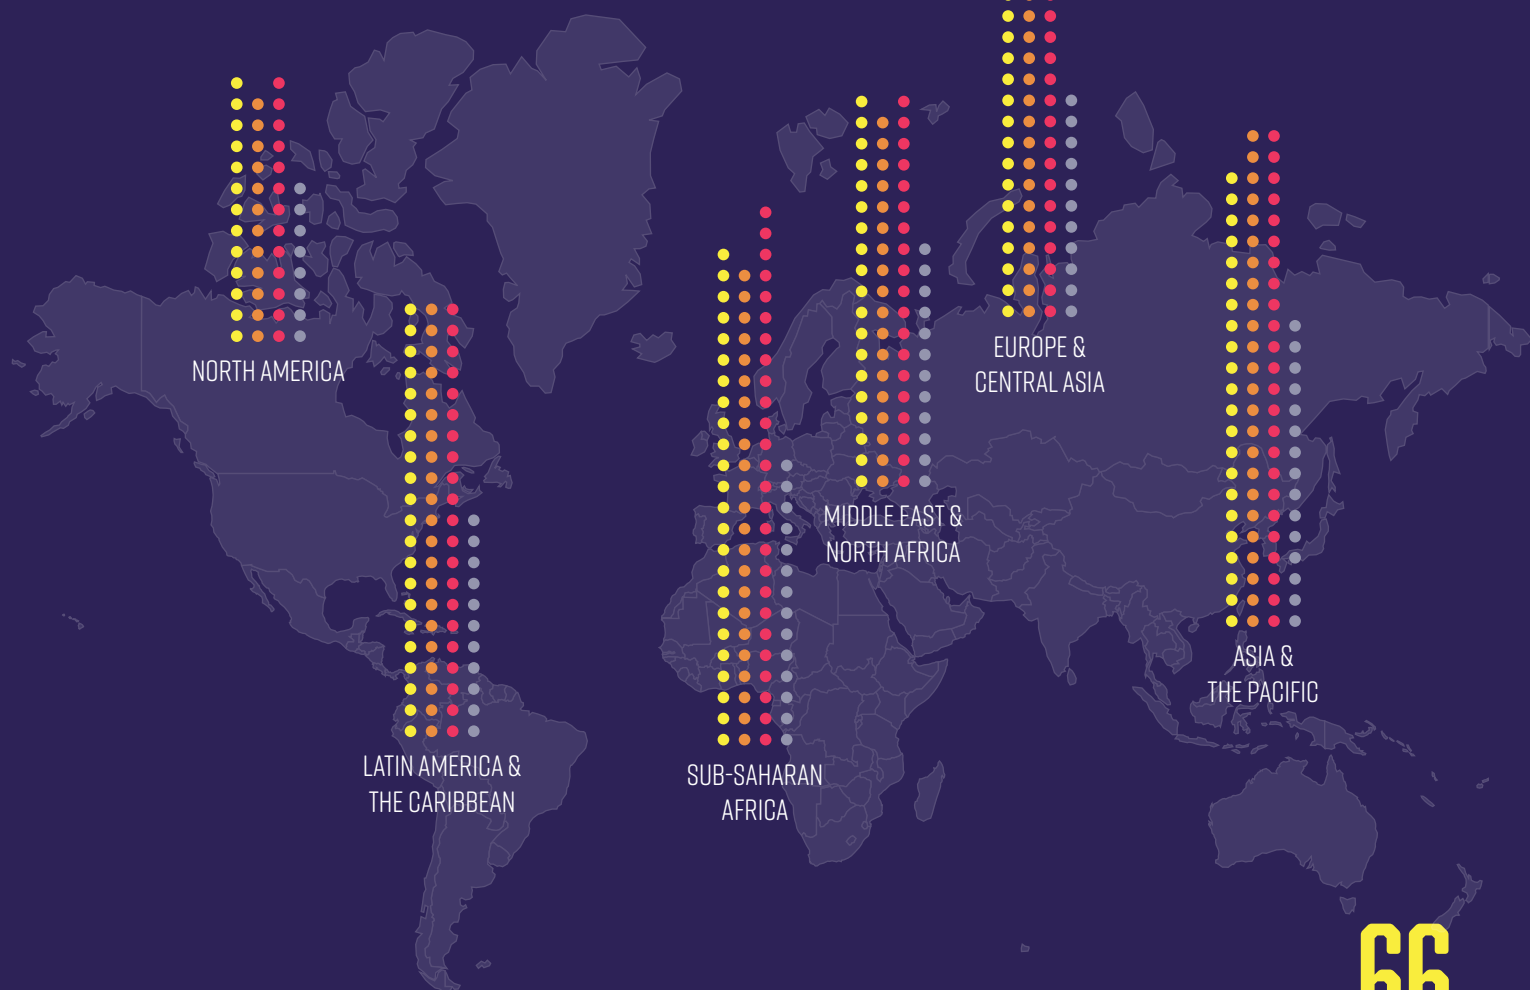 NORTH AMERICA
EUROPE &
CENTRAL ASIA
MIDDLE EAST &
NORTH AFRICA
ASIA &
THE PACIFIC
LATIN AMERICA &
THE CARIBBEAN
SUB-SAHARAN
AFRICA
66